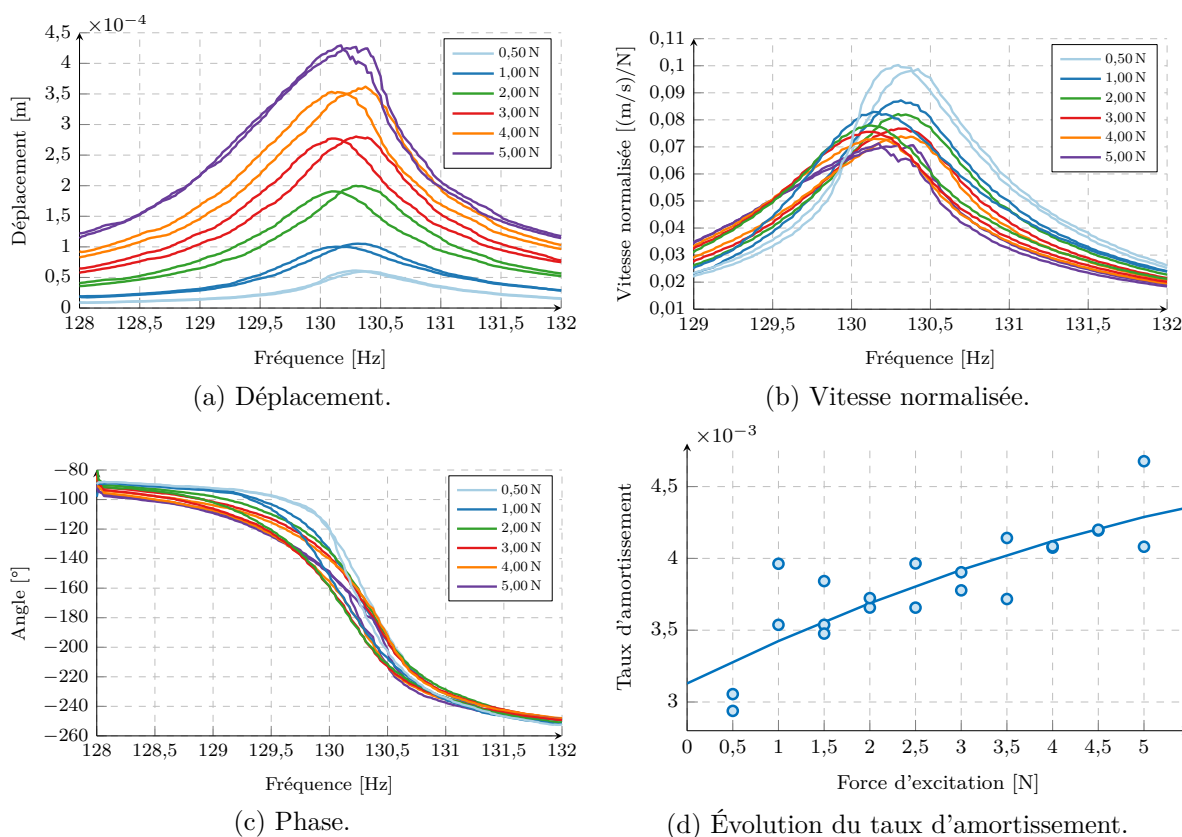 ×10⁻⁴
4,5
4
3,5
3
2,5
2
1,5
1
0,5
0
128 128,5 129 129,5 130 130,5 131 131,5 132
Déplacement [m]
Fréquence [Hz]
0,50 N
1,00 N
2,00 N
3,00 N
4,00 N
5,00 N
(a) Déplacement.
0,11
0,1
0,09
0,08
0,07
0,06
0,05
0,04
0,03
0,02
0,01
129 129,5 130 130,5 131 131,5 132
Vitesse normalisée [(m/s)/N]
Fréquence [Hz]
0,50 N
1,00 N
2,00 N
3,00 N
4,00 N
5,00 N
(b) Vitesse normalisée.
−80
−100
−120
−140
−160
−180
−200
−220
−240
−260
128 128,5 129 129,5 130 130,5 131 131,5 132
Angle [°]
Fréquence [Hz]
0,50 N
1,00 N
2,00 N
3,00 N
4,00 N
5,00 N
(c) Phase.
×10⁻³
4,5
4
3,5
3
0 0,5 1 1,5 2 2,5 3 3,5 4 4,5 5
Taux d'amortissement
Force d'excitation [N]
(d) Évolution du taux d'amortissement.